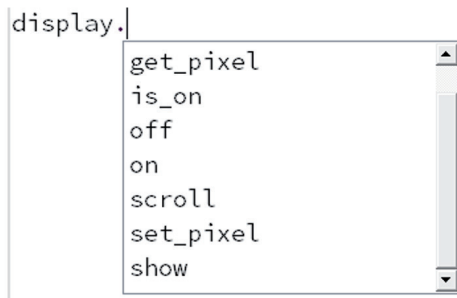 display.
get_pixel
is_on
off
on
scroll
set_pixel
show